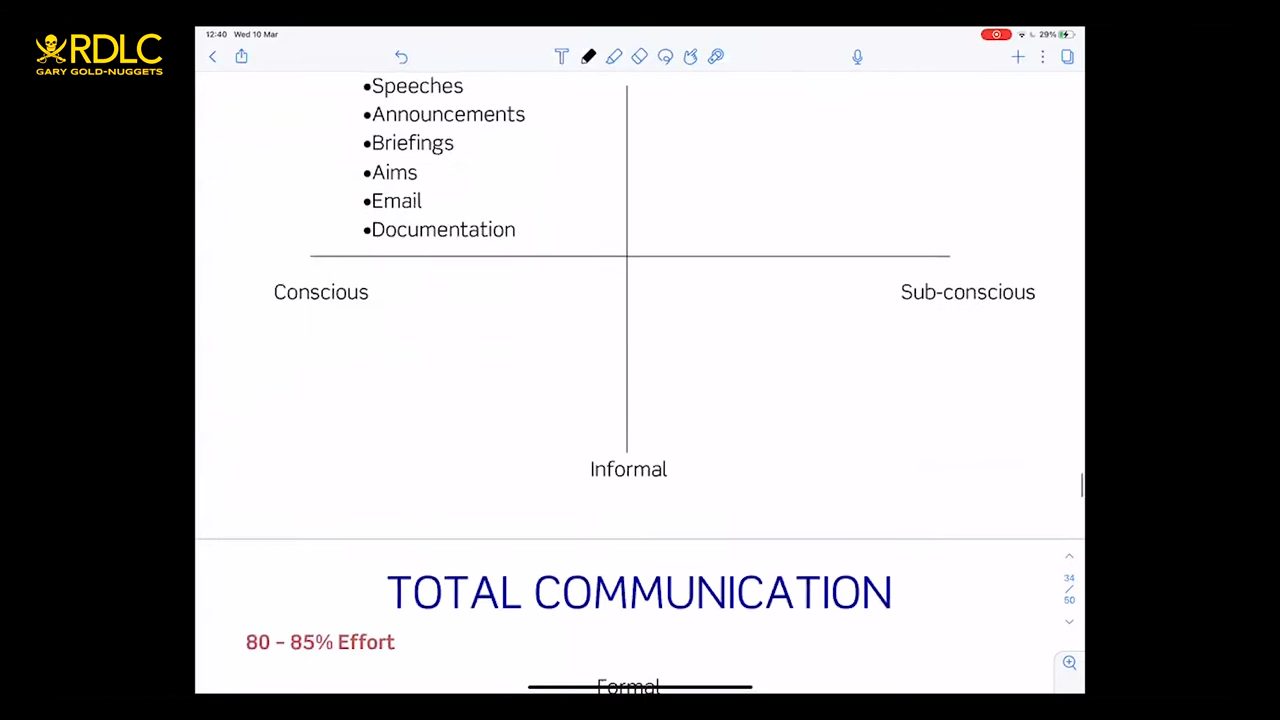 RDLC
GARY GOLD-NUGGETS
12:40 Wed 10 Mar
29%
•Speeches
•Announcements
•Briefings
•Aims
•Email
•Documentation
Conscious
Sub-conscious
Informal
TOTAL COMMUNICATION
34
/
50
80 - 85% Effort
Formal